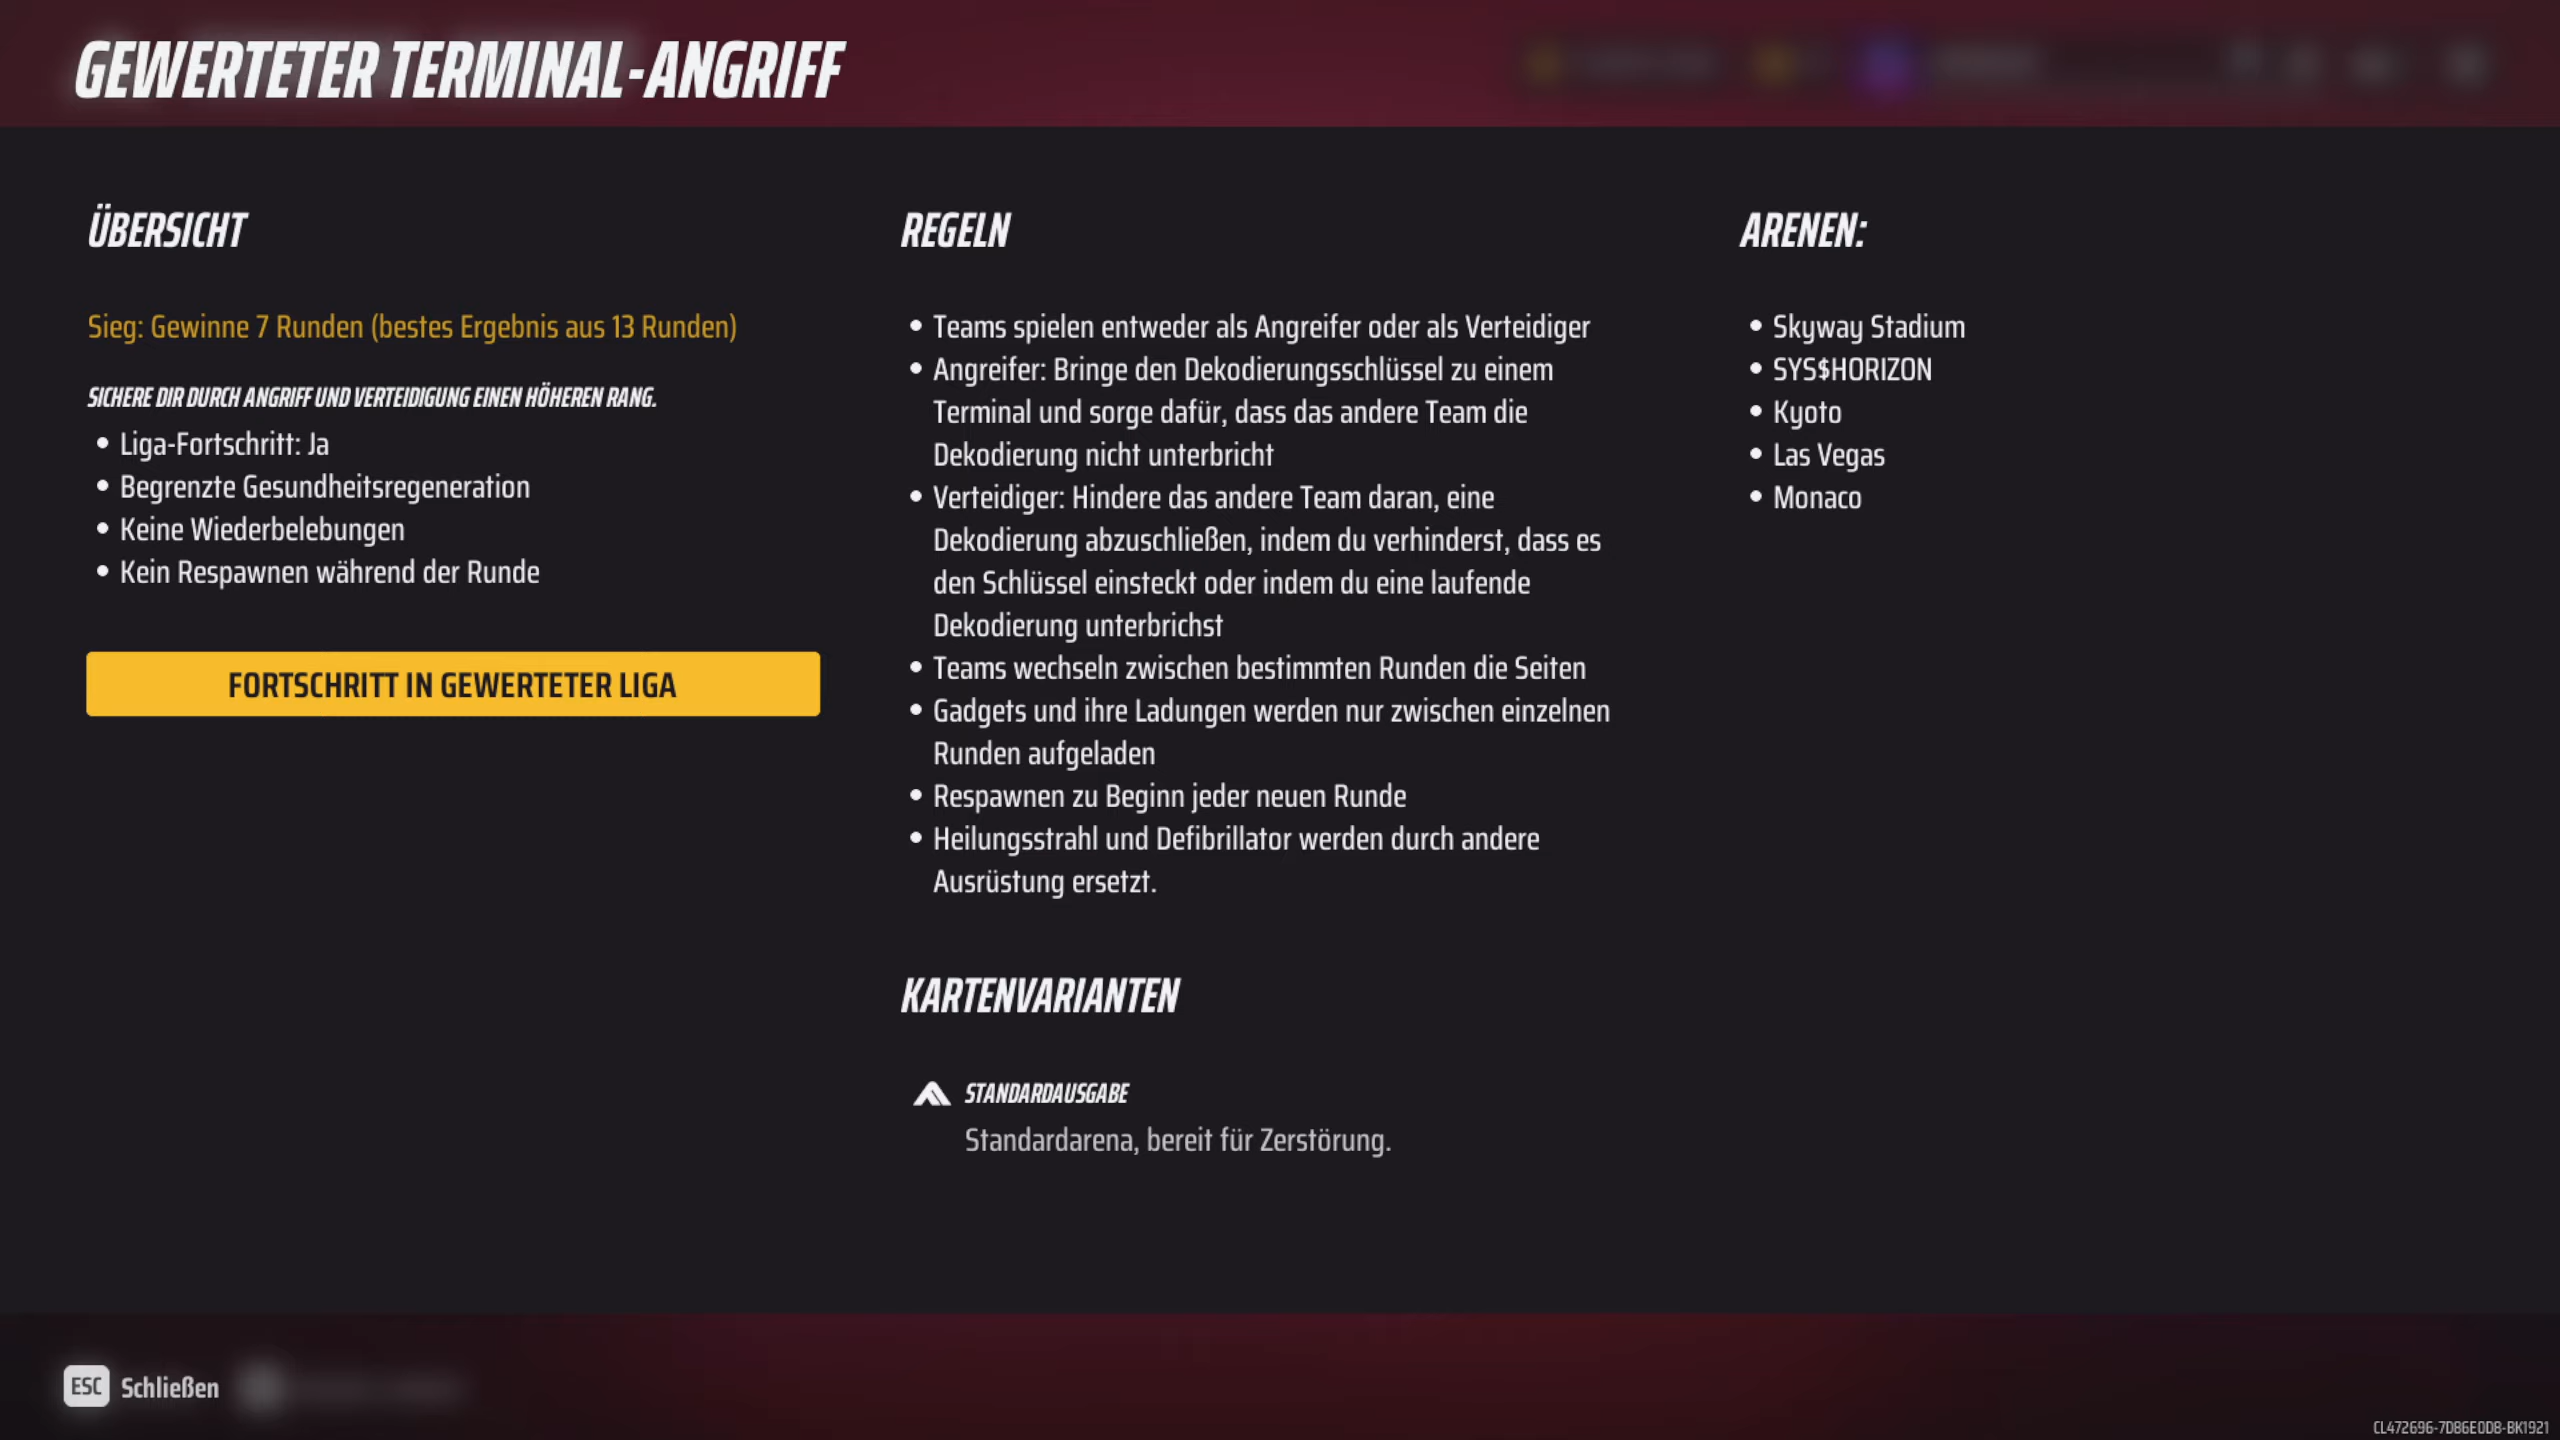 GEWERTETER TERMINAL-ANGRIFF
ÜBERSICHT
Sieg: Gewinne 7 Runden (bestes Ergebnis aus 13 Runden)
SICHERE DIR DURCH ANGRIFF UND VERTEIDIGUNG EINEN HÖHEREN RANG.
• Liga-Fortschritt: Ja
• Begrenzte Gesundheitsregeneration
• Keine Wiederbelebungen
• Kein Respawnen während der Runde
FORTSCHRITT IN GEWERTETER LIGA
REGELN
• Teams spielen entweder als Angreifer oder als Verteidiger
• Angreifer: Bringe den Dekodierungsschlüssel zu einem
Terminal und sorge dafür, dass das andere Team die
Dekodierung nicht unterbricht
• Verteidiger: Hindere das andere Team daran, eine
Dekodierung abzuschließen, indem du verhinderst, dass es
den Schlüssel einsteckt oder indem du eine laufende
Dekodierung unterbrichst
• Teams wechseln zwischen bestimmten Runden die Seiten
• Gadgets und ihre Ladungen werden nur zwischen einzelnen
Runden aufgeladen
• Respawnen zu Beginn jeder neuen Runde
• Heilungsstrahl und Defibrillator werden durch andere
Ausrüstung ersetzt.
KARTENVARIANTEN
STANDARDAUSGABE
Standardarena, bereit für Zerstörung.
ARENEN:
• Skyway Stadium
• SYS$HORIZON
• Kyoto
• Las Vegas
• Monaco
ESC Schließen
CL472696-7D86E0D8-BK1921